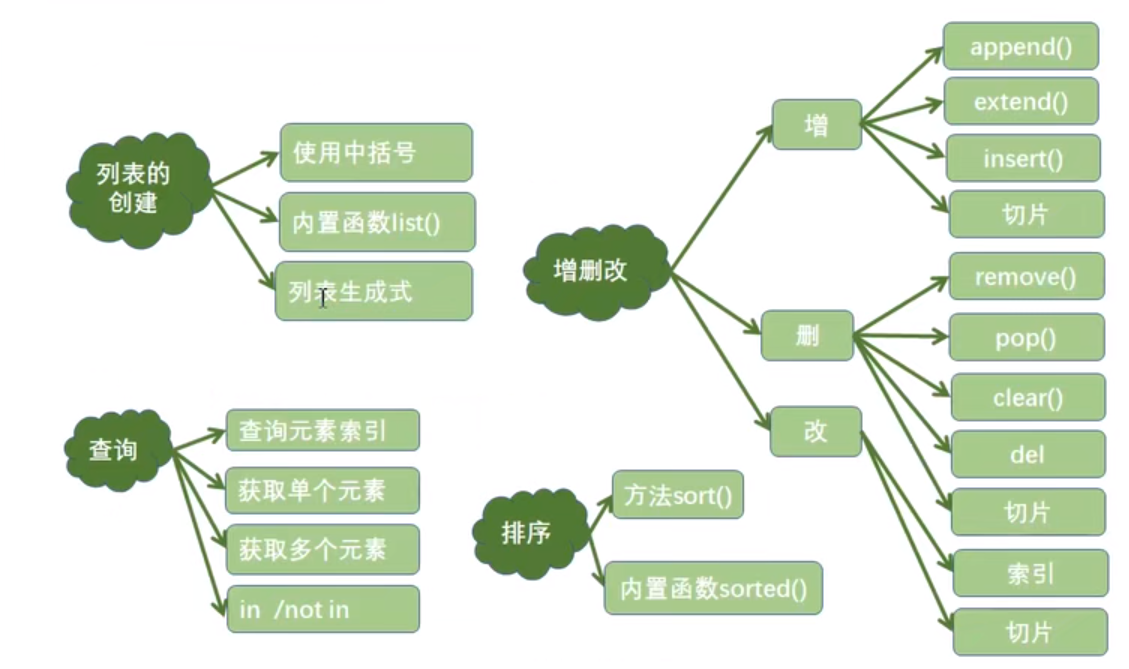 列表的
创建
使用中括号
内置函数list()
列表生成式
查询
查询元素索引
获取单个元素
获取多个元素
in /not in
增删改
增
append()
extend()
insert()
切片
删
remove()
pop()
clear()
del
切片
改
索引
切片
排序
方法sort()
内置函数sorted()